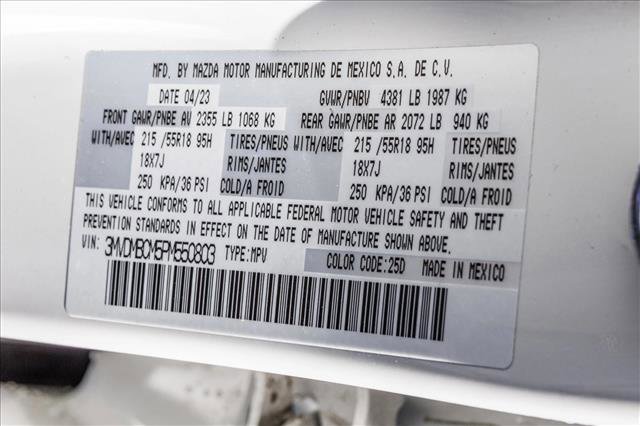 MFD. BY MAZDA MOTOR MANUFACTURING DE MEXICO S.A. DE C.V.
DATE 04/23 GVWR/PNBV 4381 LB 1987 KG
FRONT GAWR/PNBE AV 2355 LB 1068 KG REAR GAWR/PNBE AR 2072 LB 940 KG
WITH/AVEC 215 /55R18 95H TIRES/PNEUS WITH/AVEC 215 /55R18 95H TIRES/PNEUS
18X7J RIMS/JANTES 18X7J RIMS/JANTES
250 KPA/36 PSI COLD/A FROID 250 KPA/36 PSI COLD/A FROID
THIS VEHICLE CONFORMS TO ALL APPLICABLE FEDERAL MOTOR VEHICLE SAFETY AND THEFT
PREVENTION STANDARDS IN EFFECT ON THE DATE OF MANUFACTURE SHOWN ABOVE.
VIN: 3MVDMBCM5PM550803 TYPE: MPV COLOR CODE:25D MADE IN MEXICO